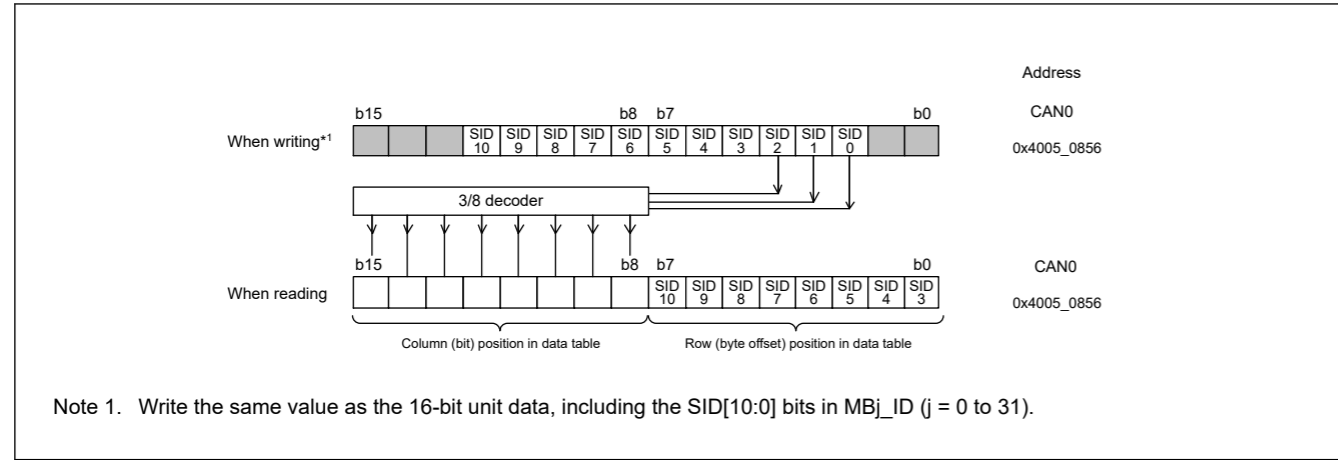 Address
b15 b8 b7 b0 CAN0
When writing*1 SID 10 SID 9 SID 8 SID 7 SID 6 SID 5 SID 4 SID 3 SID 2 SID 1 SID 0 0x4005_0856
3/8 decoder
b15 b8 b7 b0 CAN0
When reading SID 10 SID 9 SID 8 SID 7 SID 6 SID 5 SID 4 SID 3 0x4005_0856
Column (bit) position in data table Row (byte offset) position in data table
Note 1. Write the same value as the 16-bit unit data, including the SID[10:0] bits in MBj_ID (j = 0 to 31).